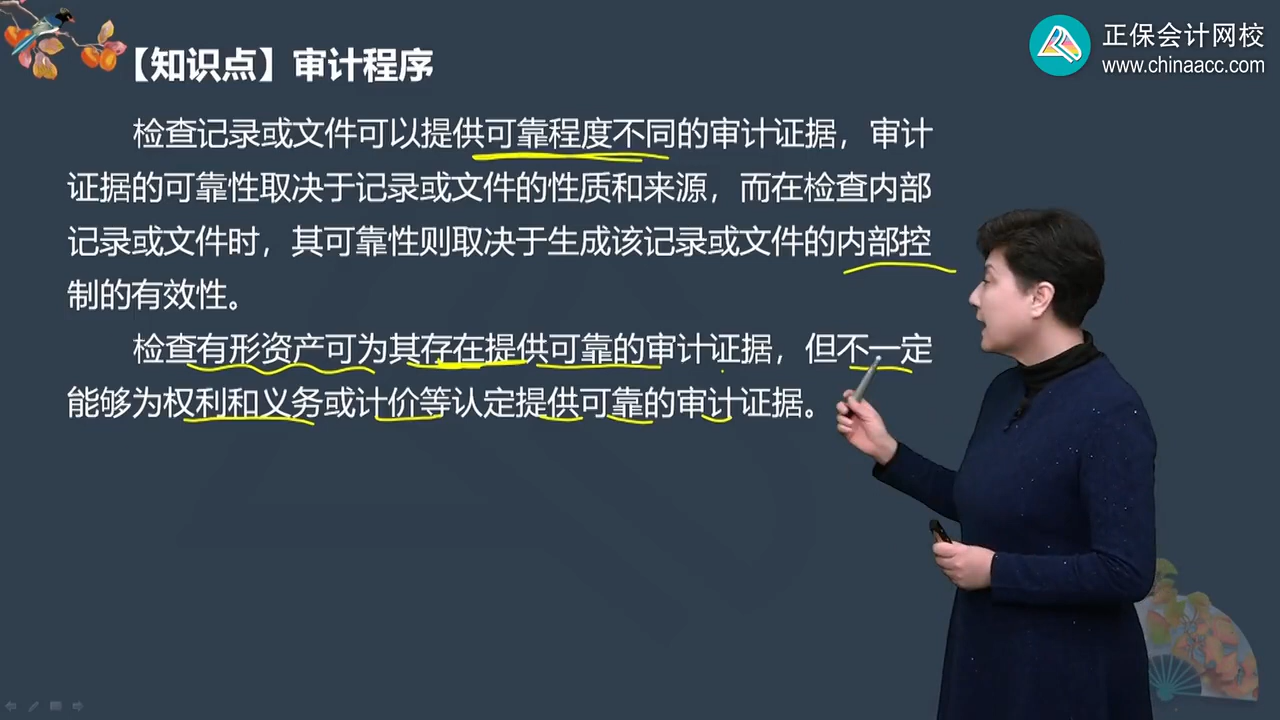 【知识点】审计程序
正保会计网校
www.chinaacc.com
检查记录或文件可以提供可靠程度不同的审计证据，审计
证据的可靠性取决于记录或文件的性质和来源，而在检查内部
记录或文件时，其可靠性则取决于生成该记录或文件的内部控
制的有效性。
检查有形资产可为其存在提供可靠的审计证据，但不一定
能够为权利和义务或计价等认定提供可靠的审计证据。